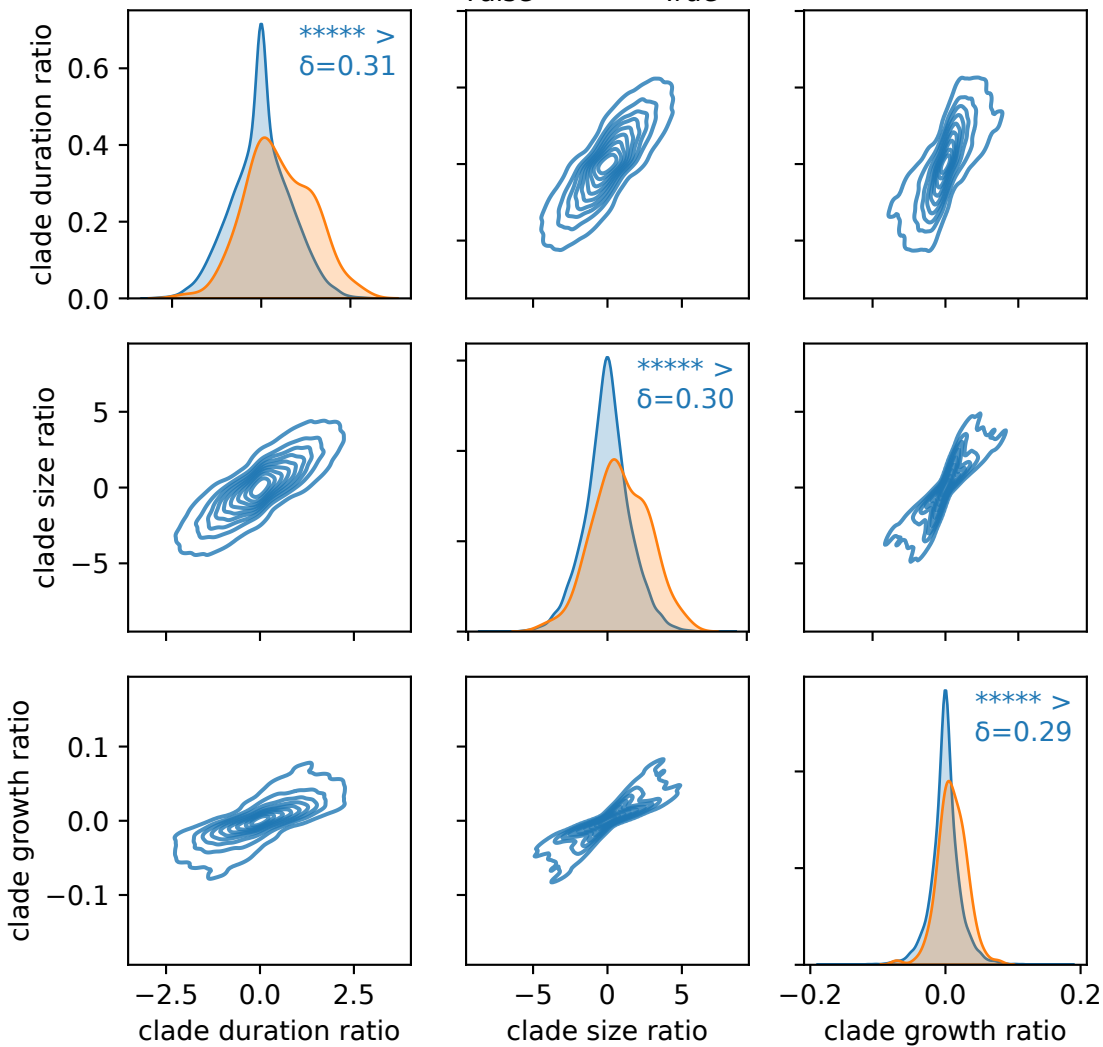 clade duration ratio
0.6
0.4
0.2
0.0
***** >
δ=0.31
clade size ratio
5
0
−5
***** >
δ=0.30
clade growth ratio
0.1
0.0
−0.1
***** >
δ=0.29
−2.5 0.0 2.5
−5 0 5
−0.2 0.0 0.2
clade duration ratio
clade size ratio
clade growth ratio